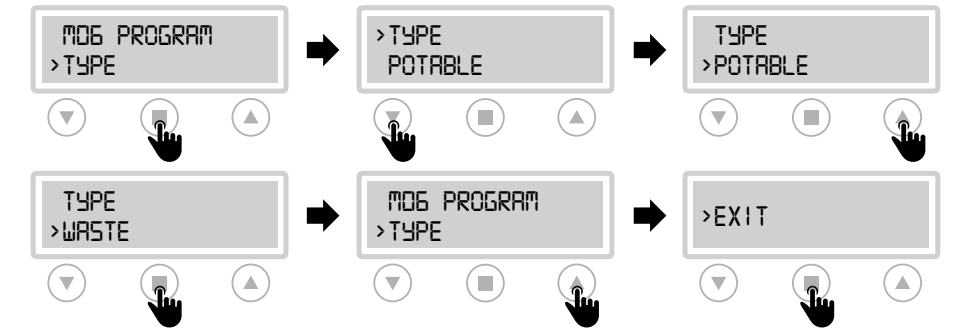 MO6 PROGRAM
>TYPE
>TYPE
POTABLE
TYPE
>POTABLE
TYPE
>WASTE
MO6 PROGRAM
>TYPE
>EXIT